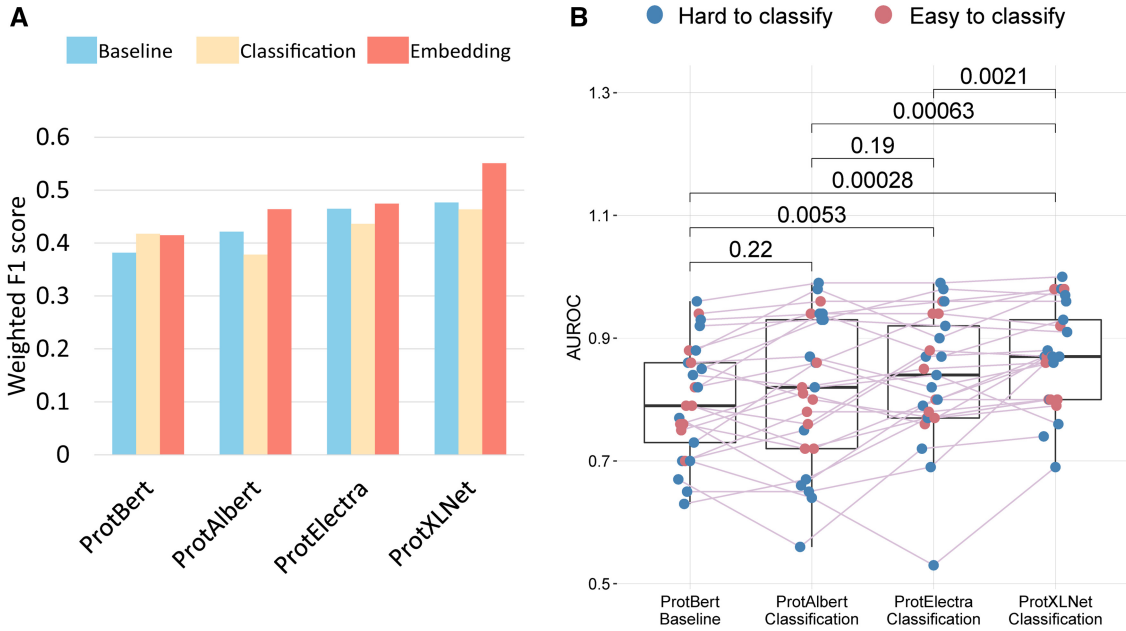 A
Baseline Classification Embedding
Weighted F1 score
0.6
0.5
0.4
0.3
0.2
0.1
0
ProtBert ProtAlbert ProtElectra ProtXLNet
B
Hard to classify Easy to classify
AUROC
1.3
1.1
0.9
0.7
0.5
0.0021
0.00063
0.19
0.00028
0.0053
0.22
ProtBert ProtAlbert ProtElectra ProtXLNet
Baseline Classification Classification Classification